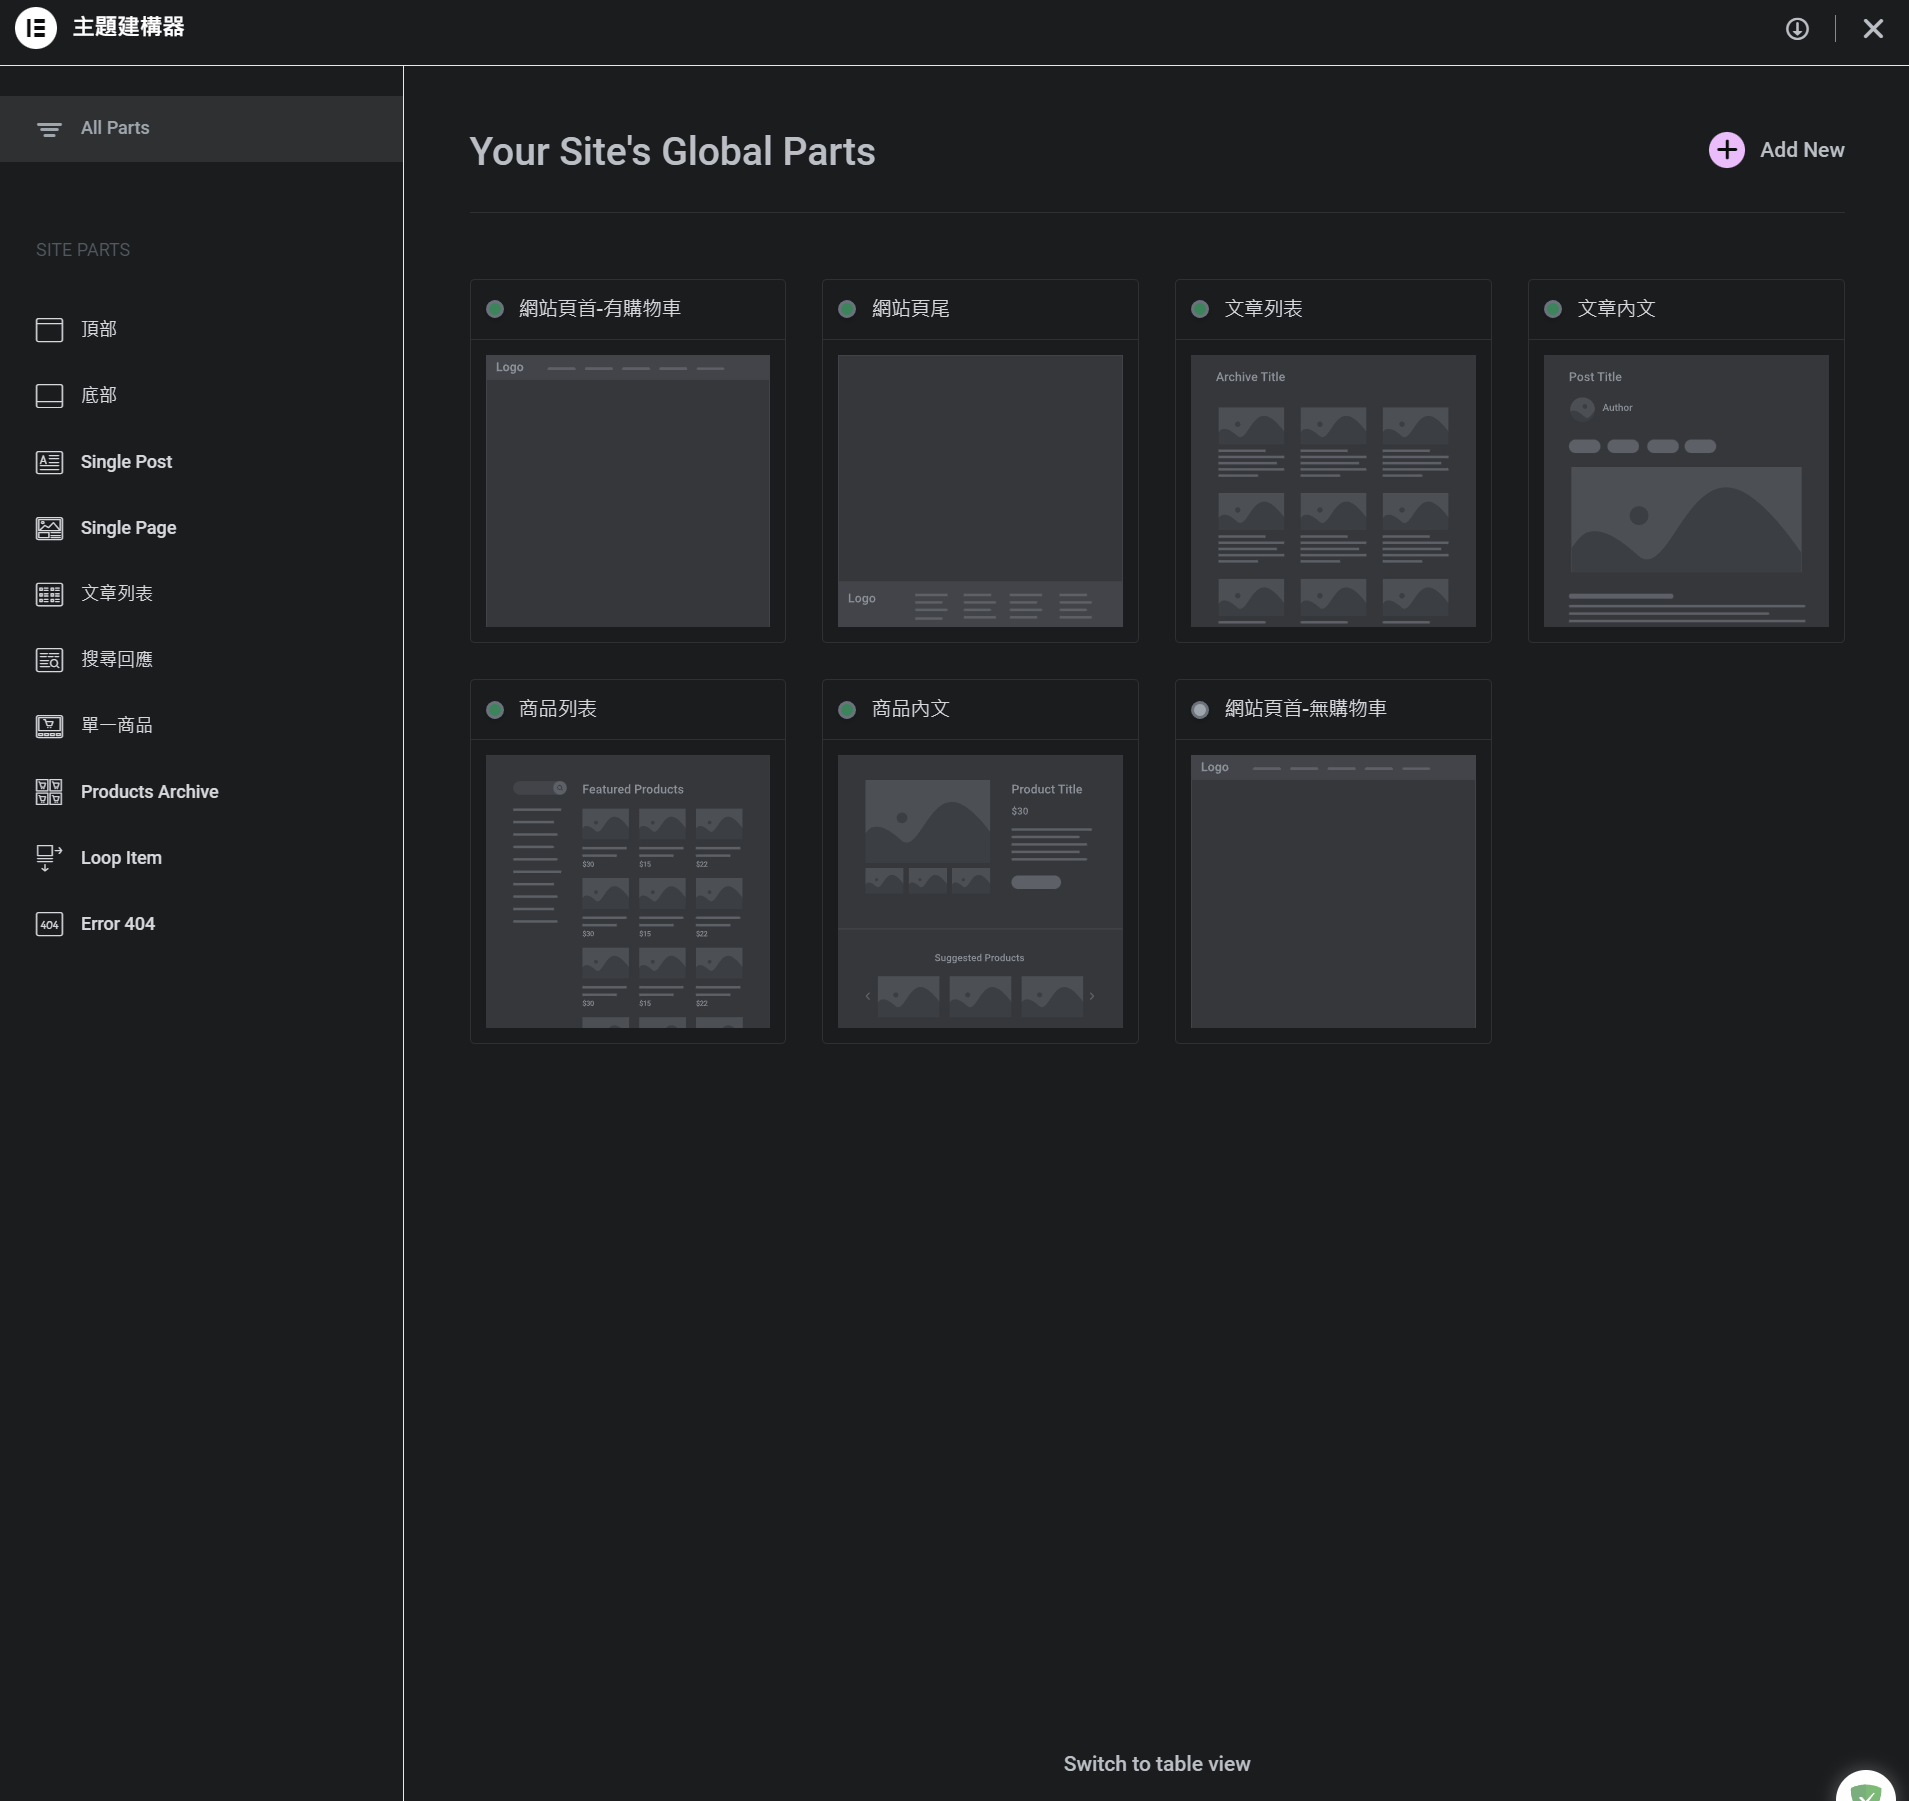 主題建構器
All Parts
Your Site's Global Parts
Add New
SITE PARTS
頂部
底部
Single Post
Single Page
文章列表
搜尋回應
單一商品
Products Archive
Loop Item
404
Error 404
網站頁首-有購物車
Logo
網站頁尾
Logo
文章列表
Archive Title
文章內文
Post Title
Author
商品列表
Featured Products
$30 $15 $22
$30 $15 $22
$30 $15 $22
商品內文
Product Title
$30
Suggested Products
網站頁首-無購物車
Logo
Switch to table view